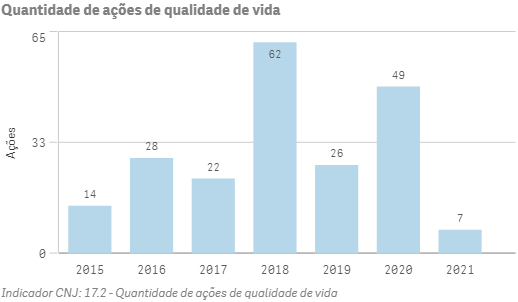 Quantidade de ações de qualidade de vida
65
33
0
Ações
14
28
22
62
26
49
7
2015 2016 2017 2018 2019 2020 2021
Indicador CNJ: 17.2 - Quantidade de ações de qualidade de vida